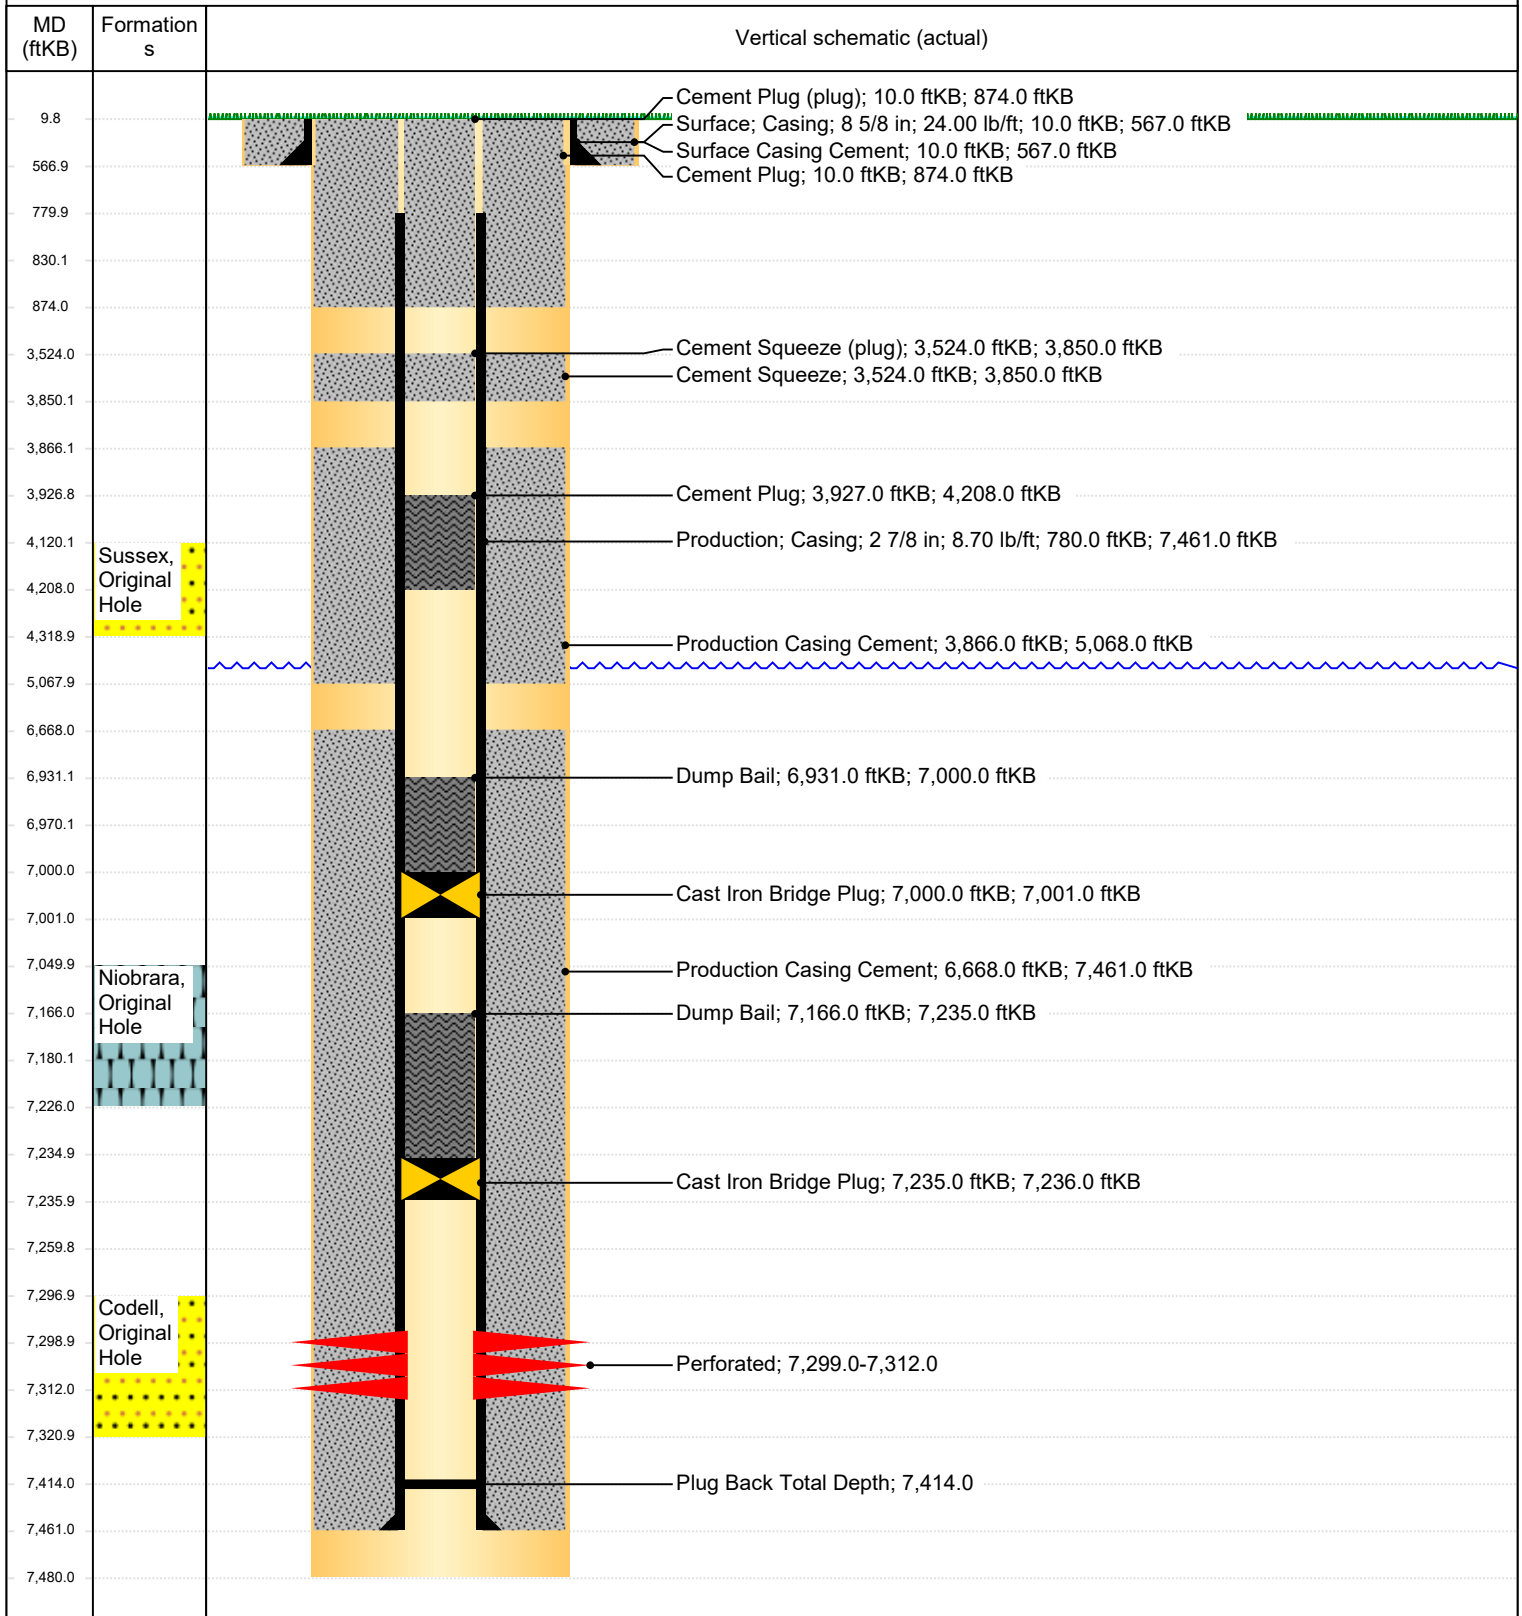 MD
(ftKB)
Formation
s
Vertical schematic (actual)
9.8
566.9
779.9
830.1
874.0
3,524.0
3,850.1
3,866.1
3,926.8
4,120.1
4,208.0
4,318.9
5,067.9
6,668.0
6,931.1
6,970.1
7,000.0
7,001.0
7,049.9
7,166.0
7,180.1
7,226.0
7,234.9
7,235.9
7,259.8
7,296.9
7,298.9
7,312.0
7,320.9
7,414.0
7,461.0
7,480.0
Sussex,
Original
Hole
Niobrara,
Original
Hole
Codell,
Original
Hole
Cement Plug (plug); 10.0 ftKB; 874.0 ftKB
Surface; Casing; 8 5/8 in; 24.00 lb/ft; 10.0 ftKB; 567.0 ftKB
Surface Casing Cement; 10.0 ftKB; 567.0 ftKB
Cement Plug; 10.0 ftKB; 874.0 ftKB
Cement Squeeze (plug); 3,524.0 ftKB; 3,850.0 ftKB
Cement Squeeze; 3,524.0 ftKB; 3,850.0 ftKB
Cement Plug; 3,927.0 ftKB; 4,208.0 ftKB
Production; Casing; 2 7/8 in; 8.70 lb/ft; 780.0 ftKB; 7,461.0 ftKB
Production Casing Cement; 3,866.0 ftKB; 5,068.0 ftKB
Dump Bail; 6,931.0 ftKB; 7,000.0 ftKB
Cast Iron Bridge Plug; 7,000.0 ftKB; 7,001.0 ftKB
Production Casing Cement; 6,668.0 ftKB; 7,461.0 ftKB
Dump Bail; 7,166.0 ftKB; 7,235.0 ftKB
Cast Iron Bridge Plug; 7,235.0 ftKB; 7,236.0 ftKB
Perforated; 7,299.0-7,312.0
Plug Back Total Depth; 7,414.0